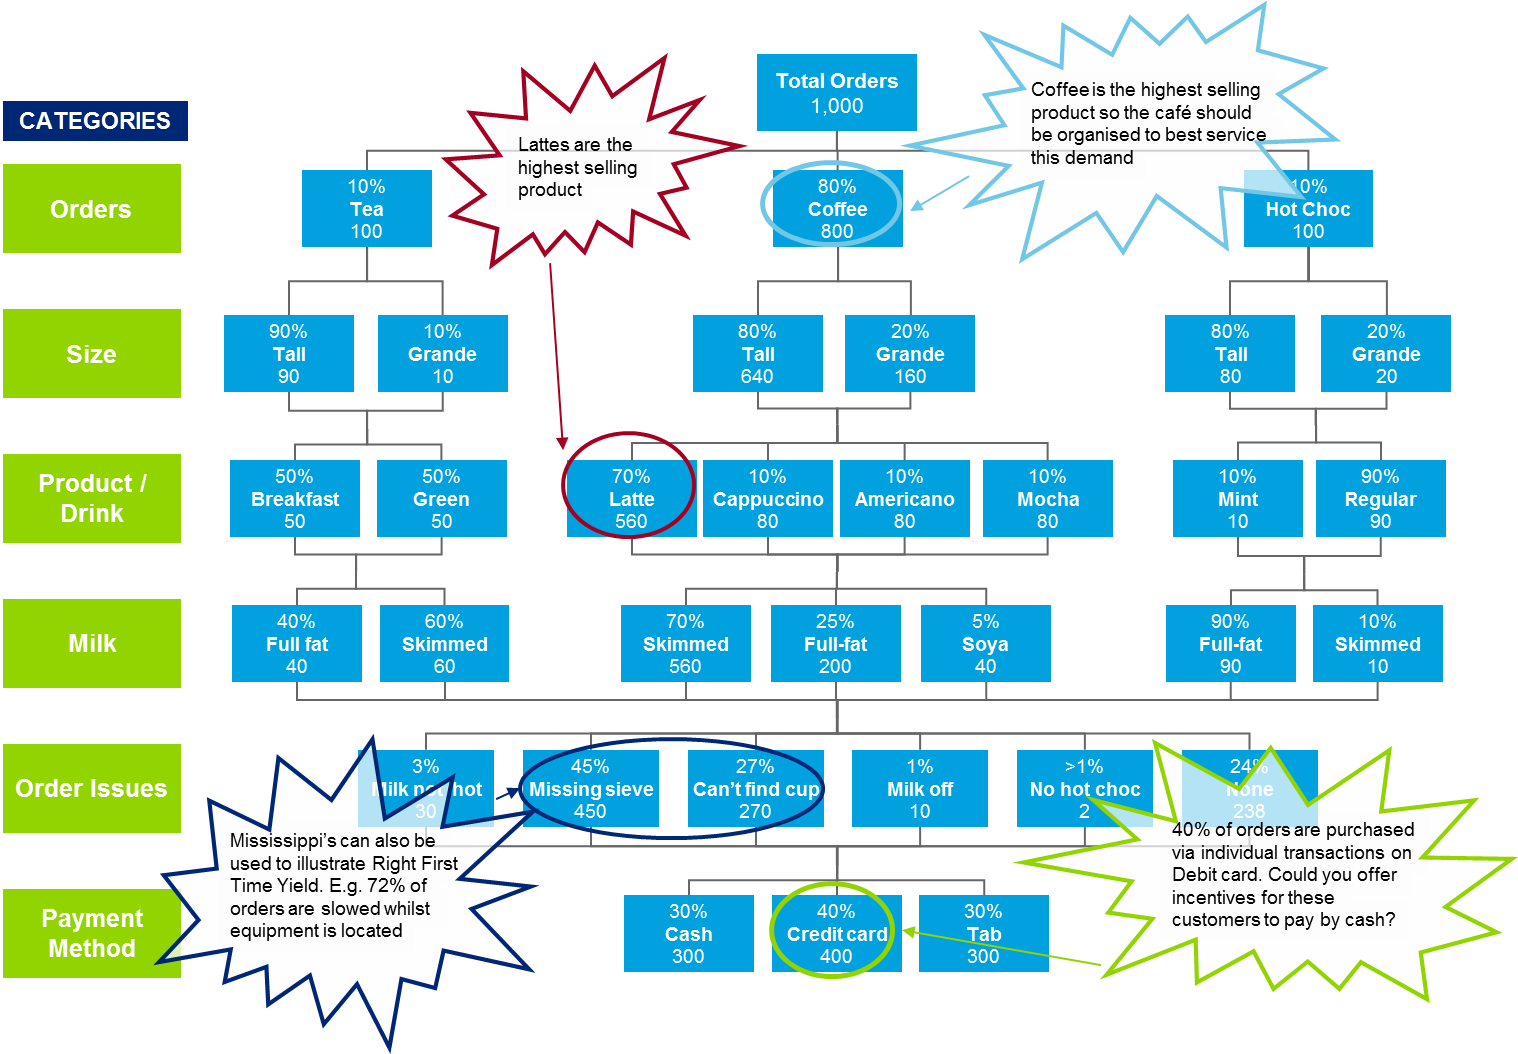 Total Orders
1,000
Coffee is the highest selling
product so the café should
be organised to best service
this demand
CATEGORIES
Lattes are the
highest selling
product
Orders
10%
Tea
100
80%
Coffee
800
10%
Hot Choc
100
Size
90%
Tall
90
10%
Grande
10
80%
Tall
640
20%
Grande
160
80%
Tall
80
20%
Grande
20
Product /
Drink
50%
Breakfast
50
50%
Green
50
70%
Latte
560
10%
Cappuccino
80
10%
Americano
80
10%
Mocha
80
10%
Mint
10
90%
Regular
90
Milk
40%
Full fat
40
60%
Skimmed
60
70%
Skimmed
560
25%
Full-fat
200
5%
Soya
40
90%
Full-fat
90
10%
Skimmed
10
Order Issues
3%
Milk not hot
30
45%
Missing sieve
450
27%
Can't find cup
270
1%
Milk off
10
>1%
No hot choc
2
24%
None
238
Mississippi's can also be
used to illustrate Right First
Time Yield. E.g. 72% of
orders are slowed whilst
equipment is located
40% of orders are purchased
via individual transactions on
Debit card. Could you offer
incentives for these
customers to pay by cash?
Payment
Method
30%
Cash
300
40%
Credit card
400
30%
Tab
300